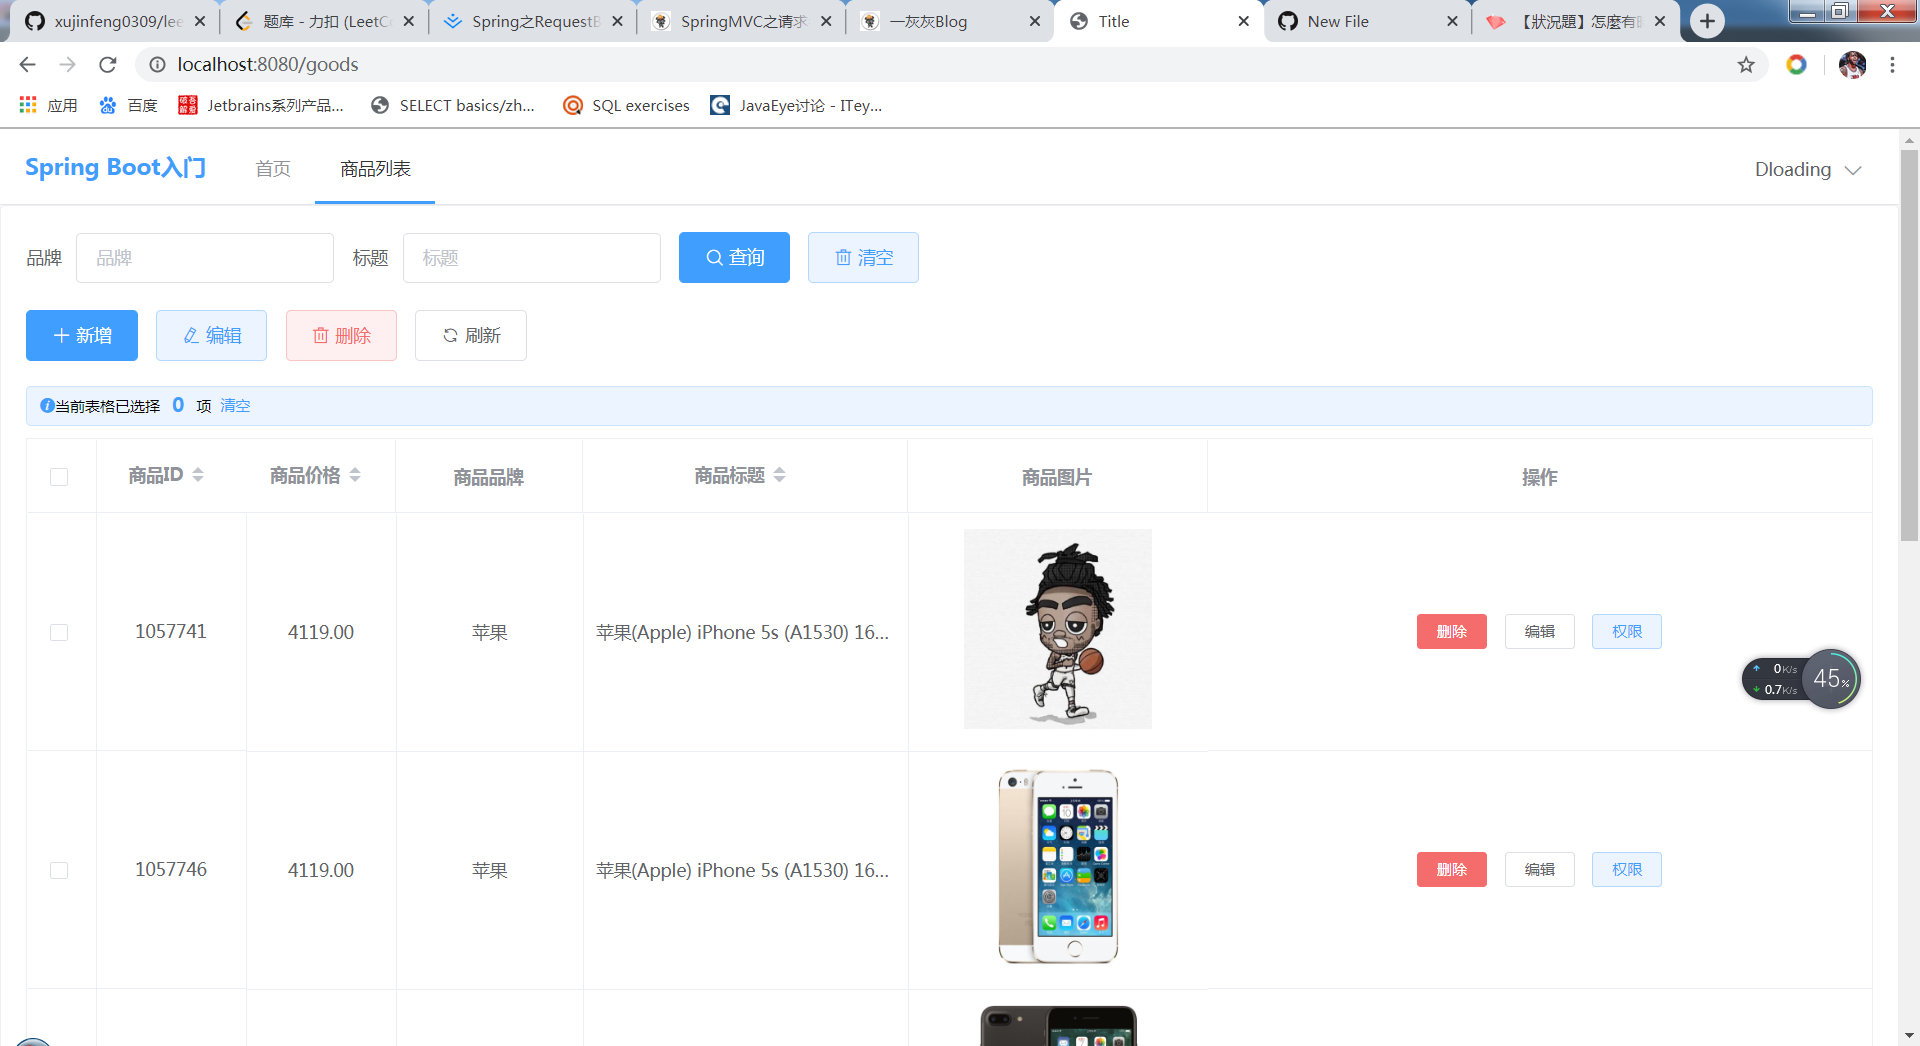 xujinfeng0309/lee
题库 - 力扣 (LeetC
Spring之RequestB
SpringMVC之请求
一灰灰Blog
Title
New File
【狀況題】怎麼有
localhost:8080/goods
应用
百度
Jetbrains系列产品...
SELECT basics/zh...
SQL exercises
JavaEye讨论 - ITey...
Spring Boot入门
首页
商品列表
Dloading
品牌 品牌 标题 标题 查询 清空
新增 编辑 删除 刷新
当前表格已选择 0 项 清空
商品ID 商品价格 商品品牌 商品标题 商品图片 操作
1057741 4119.00 苹果 苹果(Apple) iPhone 5s (A1530) 16... 删除 编辑 权限
0K/s
0.7K/s
45%
1057746 4119.00 苹果 苹果(Apple) iPhone 5s (A1530) 16... 删除 编辑 权限